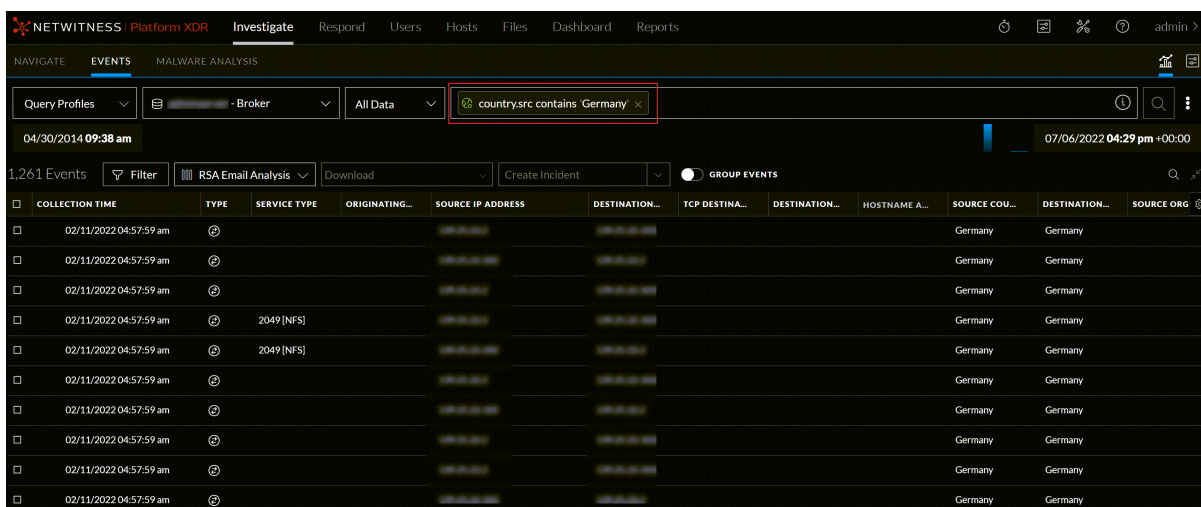 NETWITNESS Platform XDR Investigate Respond Users Hosts Files Dashboard Reports admin >
NAVIGATE EVENTS MALWARE ANALYSIS
Query Profiles - Broker All Data country.src contains 'Germany' ×
04/30/2014 09:38 am 07/06/2022 04:29 pm +00:00
1,261 Events Filter RSA Email Analysis Download Create Incident GROUP EVENTS
COLLECTION TIME TYPE SERVICE TYPE ORIGINATING... SOURCE IP ADDRESS DESTINATION... TCP DESTINA... DESTINATION... HOSTNAME A... SOURCE COU... DESTINATION... SOURCE ORG
02/11/2022 04:57:59 am Germany Germany
02/11/2022 04:57:59 am Germany Germany
02/11/2022 04:57:59 am Germany Germany
02/11/2022 04:57:59 am 2049 [NFS] Germany Germany
02/11/2022 04:57:59 am 2049 [NFS] Germany Germany
02/11/2022 04:57:59 am Germany Germany
02/11/2022 04:57:59 am Germany Germany
02/11/2022 04:57:59 am Germany Germany
02/11/2022 04:57:59 am Germany Germany
02/11/2022 04:57:59 am Germany Germany